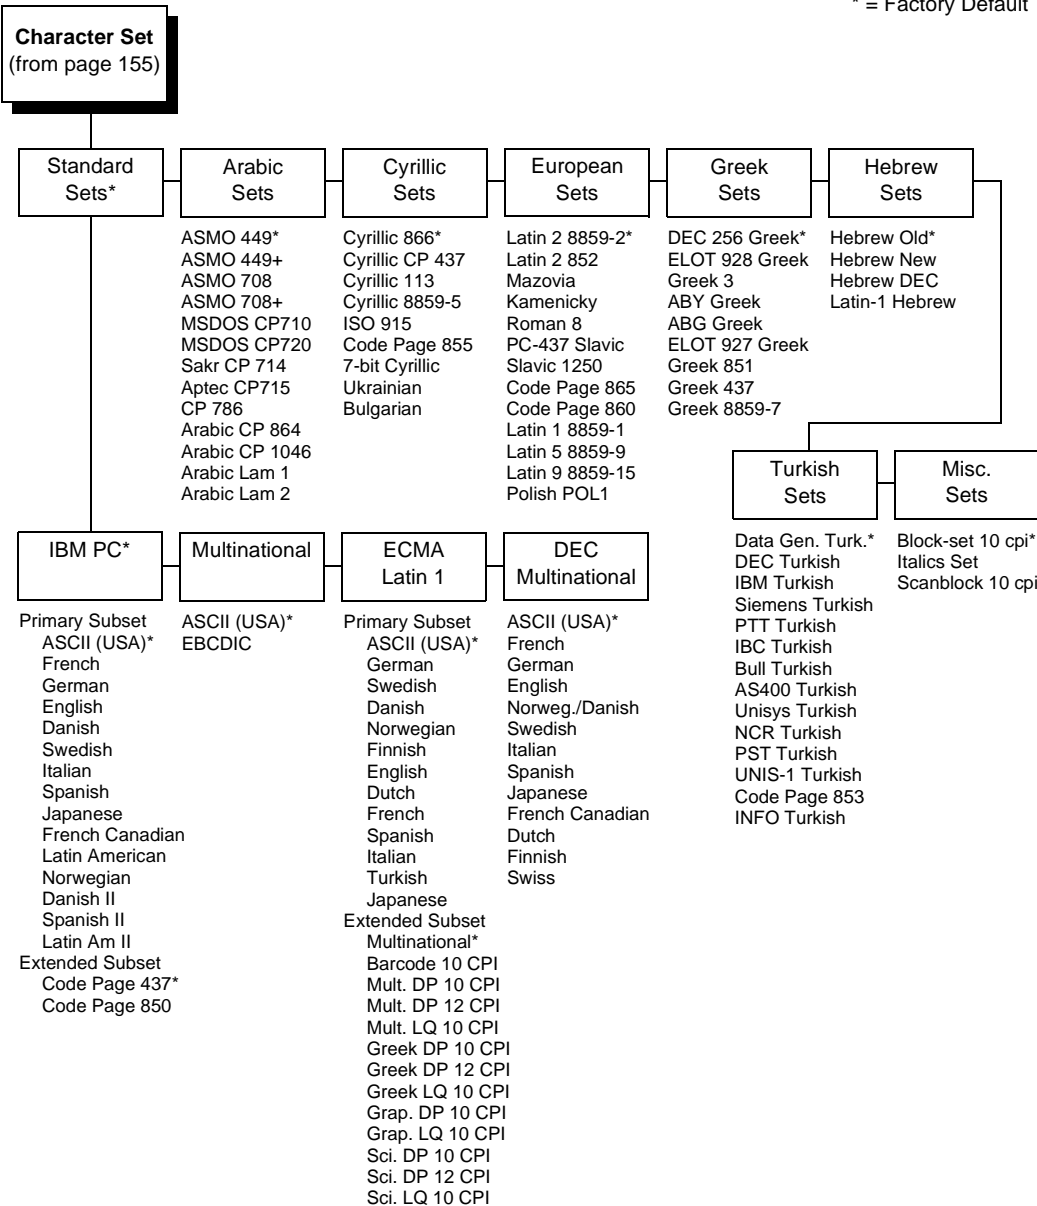 * = Factory Default
Character Set
(from page 155)
Standard
Sets*
Arabic
Sets
Cyrillic
Sets
European
Sets
Greek
Sets
Hebrew
Sets
ASMO 449*
ASMO 449+
ASMO 708
ASMO 708+
MSDOS CP710
MSDOS CP720
Sakr CP 714
Aptec CP715
CP 786
Arabic CP 864
Arabic CP 1046
Arabic Lam 1
Arabic Lam 2
Cyrillic 866*
Cyrillic CP 437
Cyrillic 113
Cyrillic 8859-5
ISO 915
Code Page 855
7-bit Cyrillic
Ukrainian
Bulgarian
Latin 2 8859-2*
Latin 2 852
Mazovia
Kamenicky
Roman 8
PC-437 Slavic
Slavic 1250
Code Page 865
Code Page 860
Latin 1 8859-1
Latin 5 8859-9
Latin 9 8859-15
Polish POL1
DEC 256 Greek*
ELOT 928 Greek
Greek 3
ABY Greek
ABG Greek
ELOT 927 Greek
Greek 851
Greek 437
Greek 8859-7
Hebrew Old*
Hebrew New
Hebrew DEC
Latin-1 Hebrew
Turkish
Sets
Misc.
Sets
Data Gen. Turk.*
DEC Turkish
IBM Turkish
Siemens Turkish
PTT Turkish
IBC Turkish
Bull Turkish
AS400 Turkish
Unisys Turkish
NCR Turkish
PST Turkish
UNIS-1 Turkish
Code Page 853
INFO Turkish
Block-set 10 cpi*
Italics Set
Scanblock 10 cpi
IBM PC*
Multinational
ECMA
Latin 1
DEC
Multinational
Primary Subset
ASCII (USA)*
French
German
English
Danish
Swedish
Italian
Spanish
Japanese
French Canadian
Latin American
Norwegian
Danish II
Spanish II
Latin Am II
Extended Subset
Code Page 437*
Code Page 850
ASCII (USA)*
EBCDIC
Primary Subset
ASCII (USA)*
German
Swedish
Danish
Norwegian
Finnish
English
Dutch
French
Spanish
Italian
Turkish
Japanese
Extended Subset
Multinational*
Barcode 10 CPI
Mult. DP 10 CPI
Mult. DP 12 CPI
Mult. LQ 10 CPI
Greek DP 10 CPI
Greek DP 12 CPI
Greek LQ 10 CPI
Grap. DP 10 CPI
Grap. LQ 10 CPI
Sci. DP 10 CPI
Sci. DP 12 CPI
Sci. LQ 10 CPI
ASCII (USA)*
French
German
English
Norweg./Danish
Swedish
Italian
Spanish
Japanese
French Canadian
Dutch
Finnish
Swiss